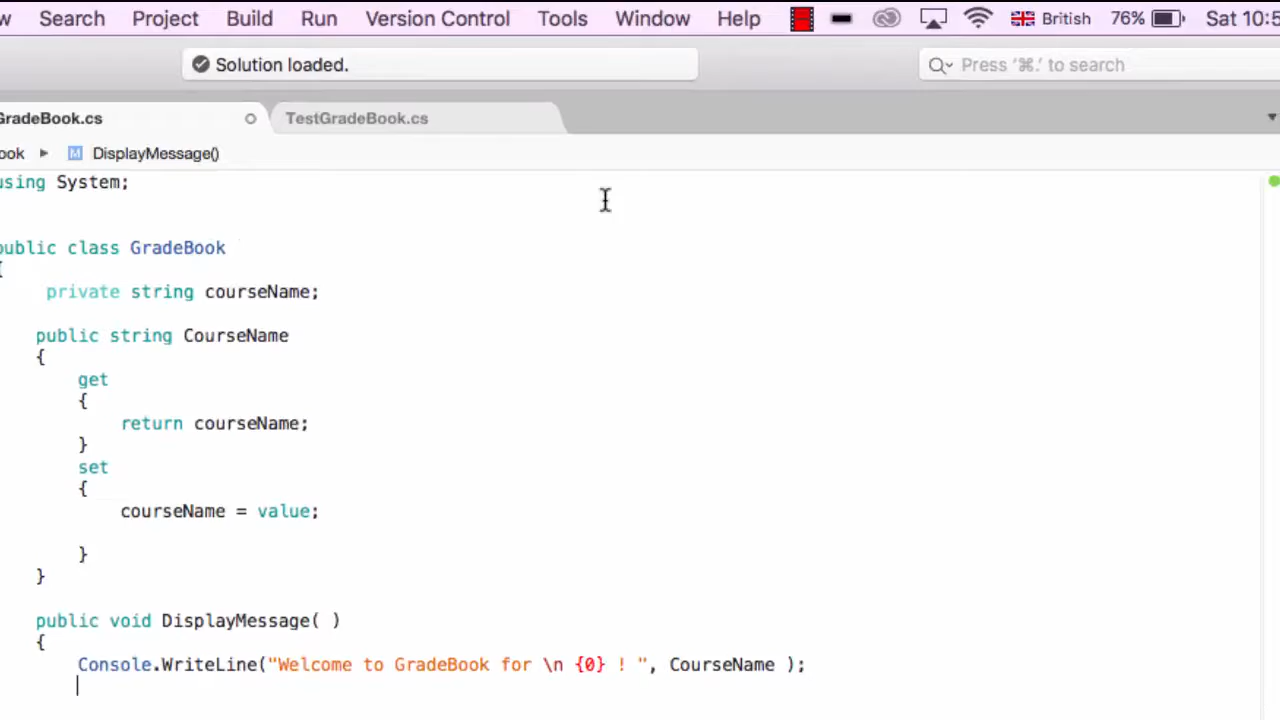 w Search Project Build Run Version Control Tools Window Help British 76% Sat 10:5
Solution loaded. Press ‘⌘.’ to search
GradeBook.cs TestGradeBook.cs
ook ▸ M DisplayMessage()
using System;
public class GradeBook
{
private string courseName;
public string CourseName
{
get
{
return courseName;
}
set
{
courseName = value;
}
}
public void DisplayMessage( )
{
Console.WriteLine("Welcome to GradeBook for \n {0} ! ", CourseName );